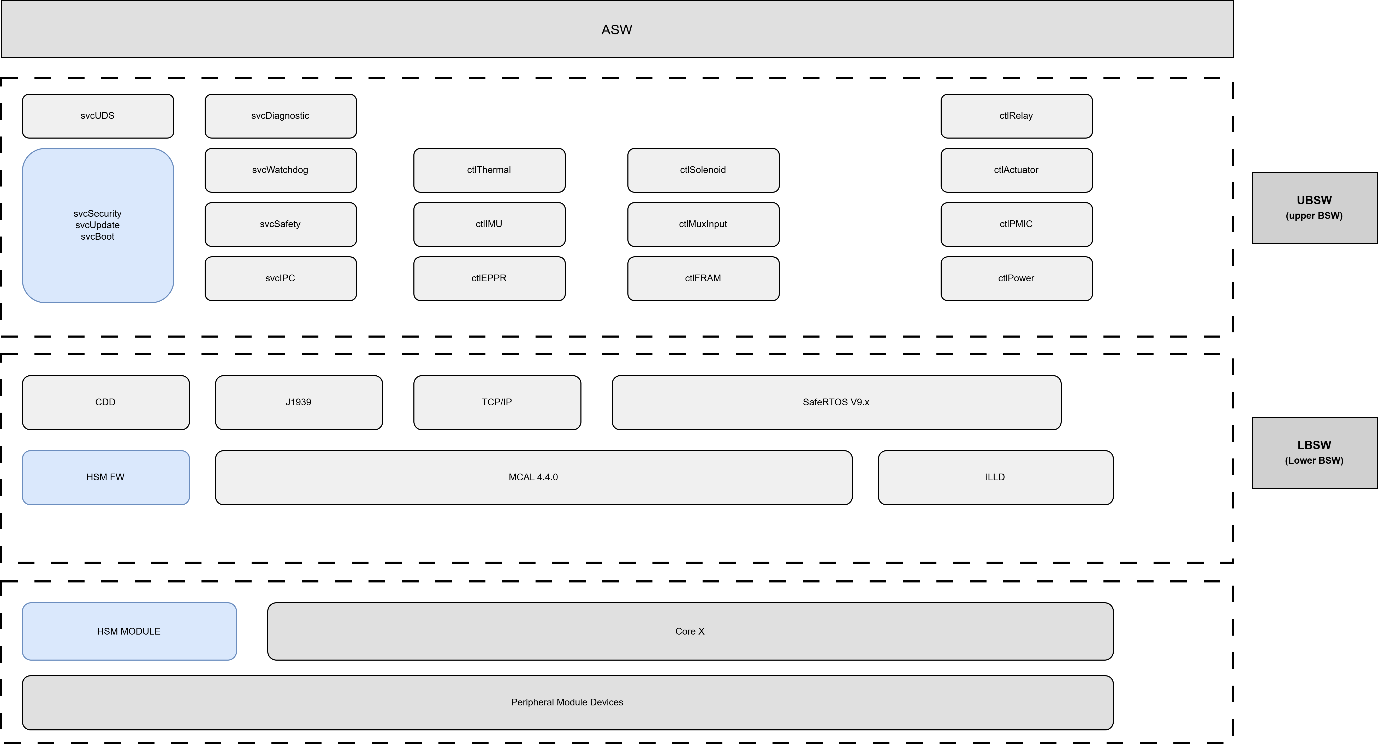 ASW
svcUDS
svcDiagnostic
ctlRelay
svcSecurity
svcUpdate
svcBoot
svcWatchdog
ctlThermal
ctlSolenoid
ctlActuator
svcSafety
ctlIMU
ctlMuxInput
ctlPMIC
svcIPC
ctlEPPR
ctlFRAM
ctlPower
UBSW
(upper BSW)
CDD
J1939
TCP/IP
SafeRTOS V9.x
HSM FW
MCAL 4.4.0
ILLD
LBSW
(Lower BSW)
HSM MODULE
Core X
Peripheral Module Devices